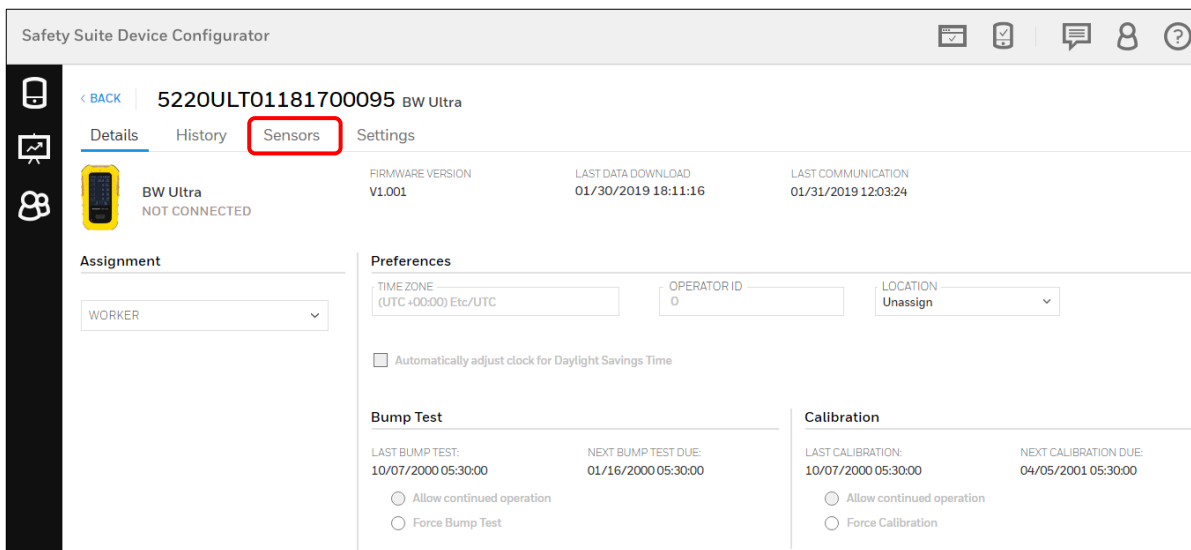 Safety Suite Device Configurator
?
< BACK 5220ULT01181700095 BW Ultra
Details History Sensors Settings
BW Ultra
NOT CONNECTED
FIRMWARE VERSION
V1.001
LAST DATA DOWNLOAD
01/30/2019 18:11:16
LAST COMMUNICATION
01/31/2019 12:03:24
Assignment
WORKER
Preferences
TIME ZONE
(UTC +00:00) Etc/UTC
OPERATOR ID
0
LOCATION
Unassign
Automatically adjust clock for Daylight Savings Time
Bump Test
LAST BUMP TEST:
10/07/2000 05:30:00
NEXT BUMP TEST DUE:
01/16/2000 05:30:00
Allow continued operation
Force Bump Test
Calibration
LAST CALIBRATION:
10/07/2000 05:30:00
NEXT CALIBRATION DUE:
04/05/2001 05:30:00
Allow continued operation
Force Calibration